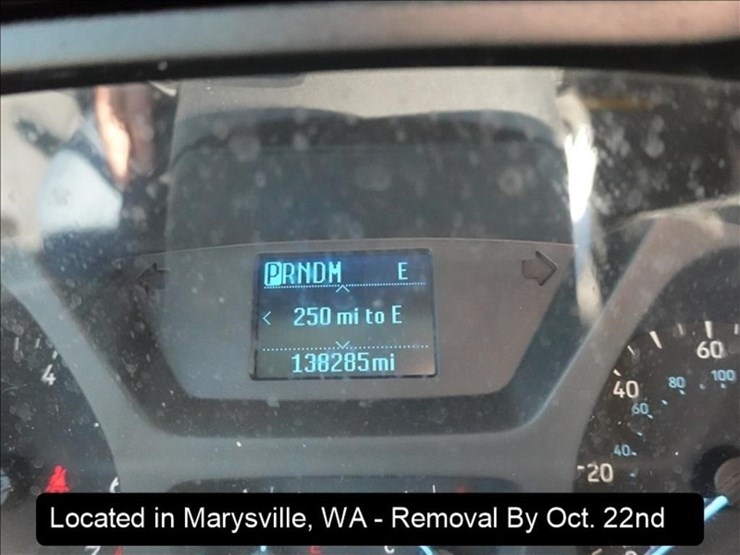 PRNDM E
< 250 mi to E
138285mi
4
60
40 80 100
60
40
20
Located in Marysville, WA - Removal By Oct. 22nd